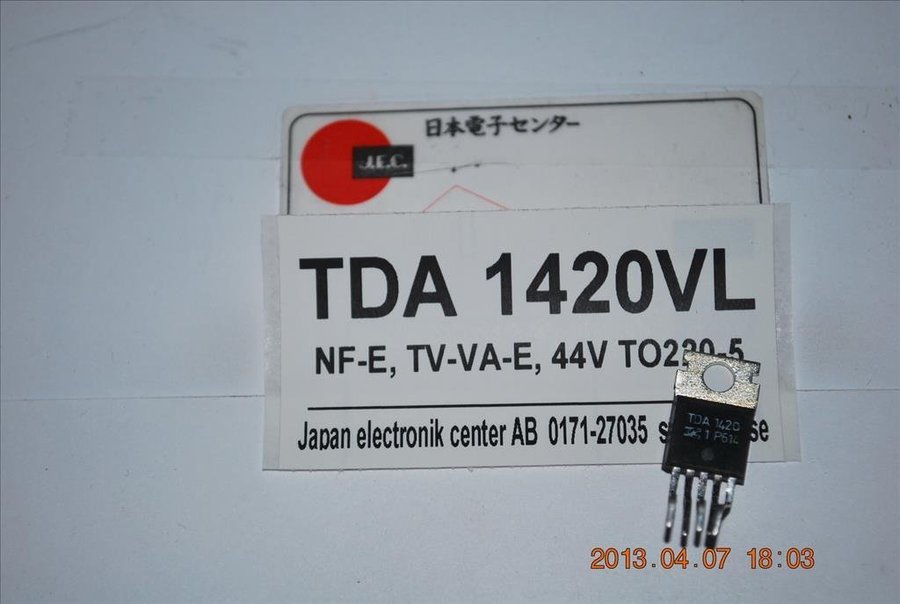 日本電子センター
J.E.C.
TDA 1420VL
NF-E, TV-VA-E, 44V TO220-5
Japan electronik center AB 0171-27035
TDA 1420
1 P614
2013.04.07 18:03